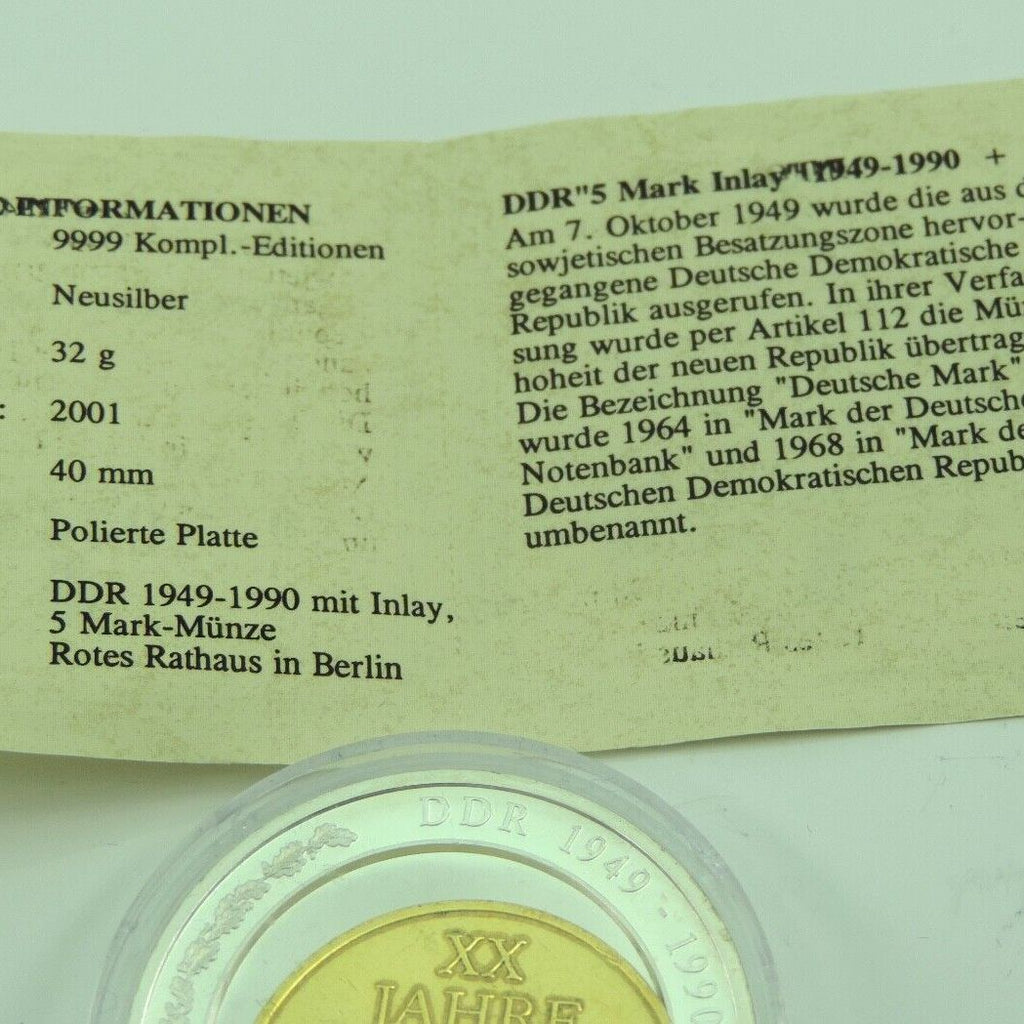 INFORMATIONEN
9999 Kompl.-Editionen
Neusilber
32 g
: 2001
40 mm
Polierte Platte
DDR 1949-1990 mit Inlay,
5 Mark-Münze
Rotes Rathaus in Berlin
DDR"5 Mark Inlay" 1949-1990 +
Am 7. Oktober 1949 wurde die aus
sowjetischen Besatzungszone hervor-
gegangene Deutsche Demokratische
Republik ausgerufen. In ihrer Verfa
sung wurde per Artikel 112 die Mü
hoheit der neuen Republik übertrag
Die Bezeichnung "Deutsche Mark"
wurde 1964 in "Mark der Deutsche
Notenbank" und 1968 in "Mark de
Deutschen Demokratischen Repub
umbenannt.
DDR 1949-1990
XX
JAHRE